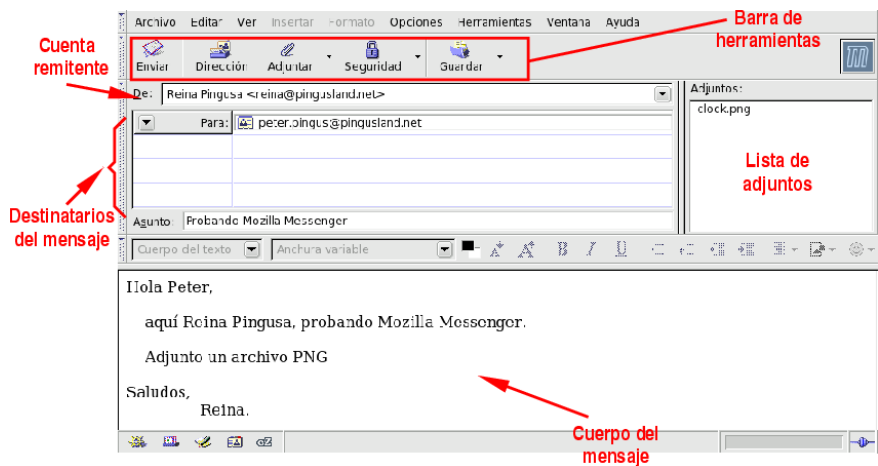 Archivo Editar Ver Insertar Formato Opciones Herramientas Ventana Ayuda
Barra de
herramientas
Cuenta
remitente
Enviar Dirección Adjuntar Seguridad Guardar
De: Reina Pingusa <reina@pingusland.net>
Adjuntos:
clock.png
Para: peter.pingus@pingusland.net
Lista de
adjuntos
Destinatarios
del mensaje
Asunto: Probando Mozilla Messenger
Cuerpo del texto Anchura variable
Hola Peter,
aquí Reina Pingusa, probando Mozilla Messenger.
Adjunto un archivo PNG
Saludos,
Reina.
Cuerpo del
mensaje